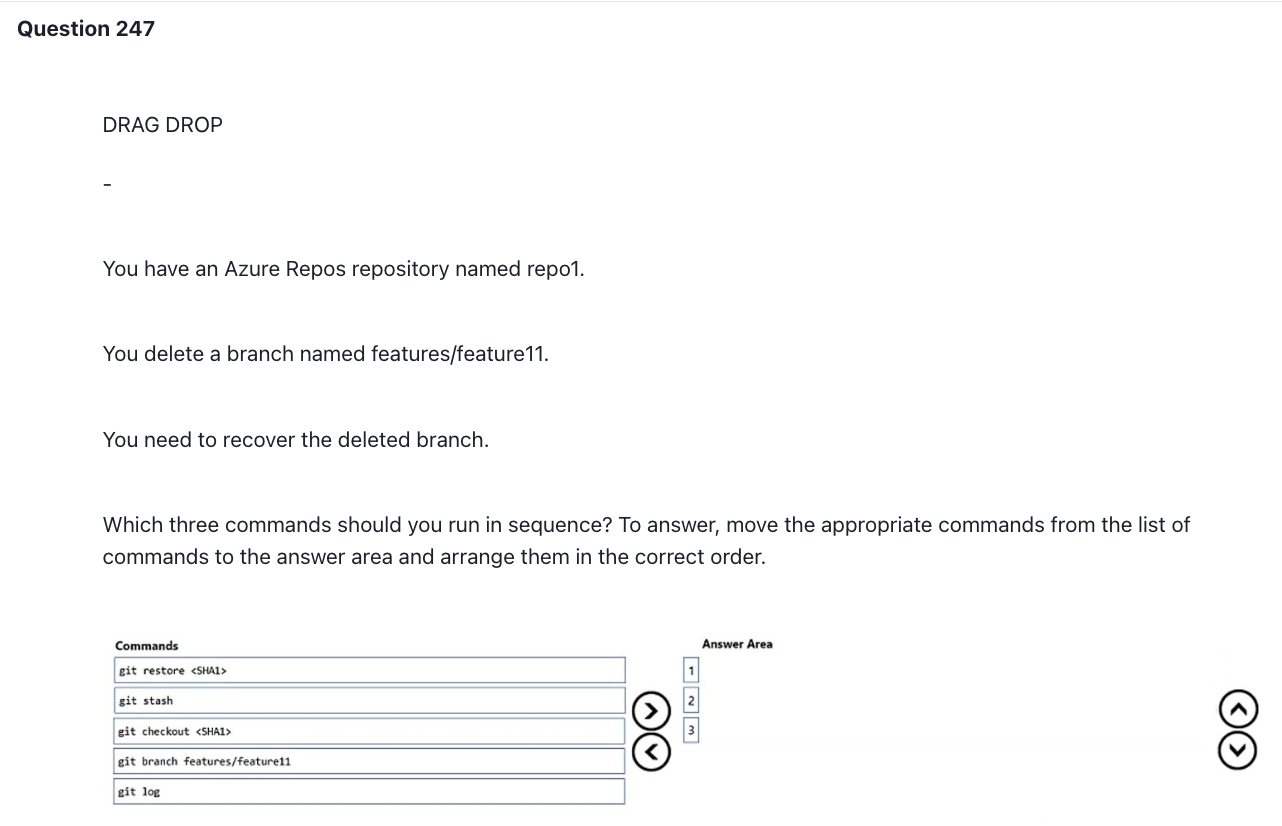 Question 247
DRAG DROP
-
You have an Azure Repos repository named repo1.
You delete a branch named features/feature11.
You need to recover the deleted branch.
Which three commands should you run in sequence? To answer, move the appropriate commands from the list of
commands to the answer area and arrange them in the correct order.
Commands
Answer Area
git restore <SHA1>
1
git stash
2
git checkout <SHA1>
3
git branch features/feature11
git log